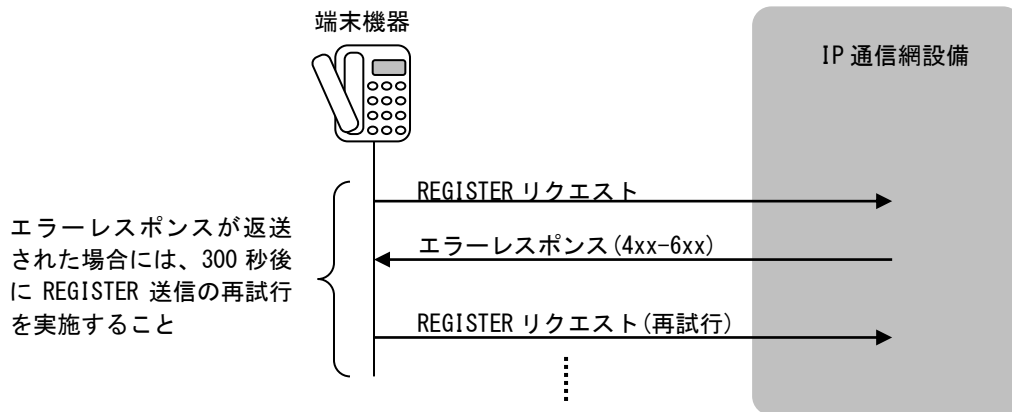 端末機器
IP 通信網設備
REGISTER リクエスト
エラーレスポンスが返送
された場合には、300 秒後
に REGISTER 送信の再試行
を実施すること
エラーレスポンス(4xx-6xx)
REGISTER リクエスト(再試行)